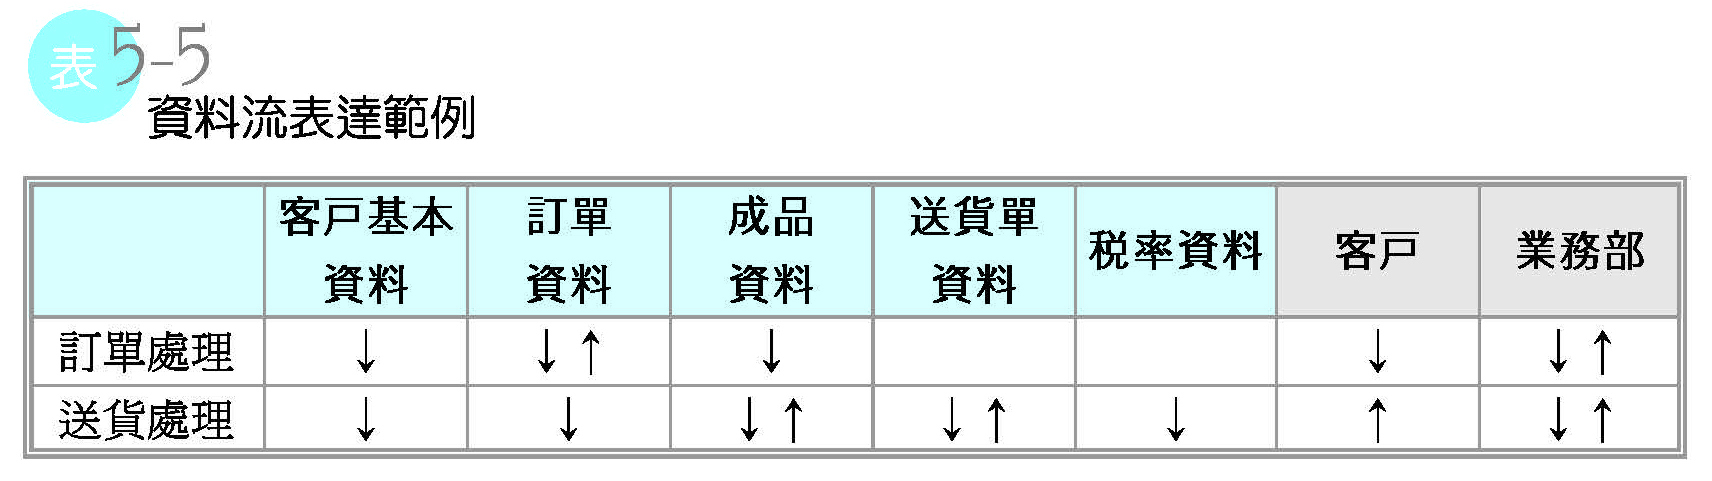 表 5-5
資料流表達範例
客戶基本資料 訂單資料 成品資料 送貨單資料 税率資料 客戶 業務部
訂單處理 ↓ ↓↑ ↓ ↓ ↓↑
送貨處理 ↓ ↓ ↓↑ ↓↑ ↓ ↑ ↓↑